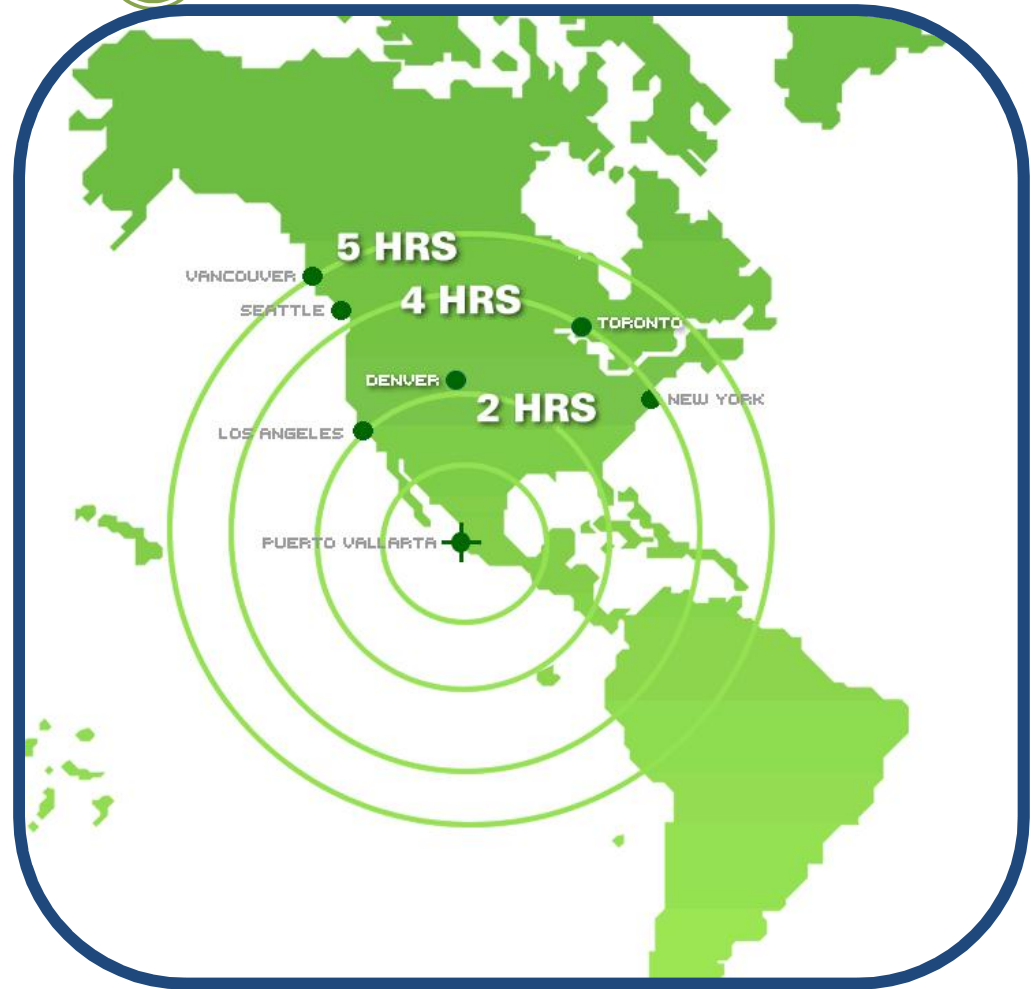 5 HRS
VANCOUVER
4 HRS
SEATTLE
TORONTO
DENVER
2 HRS
NEW YORK
LOS ANGELES
PUERTO VALLARTA